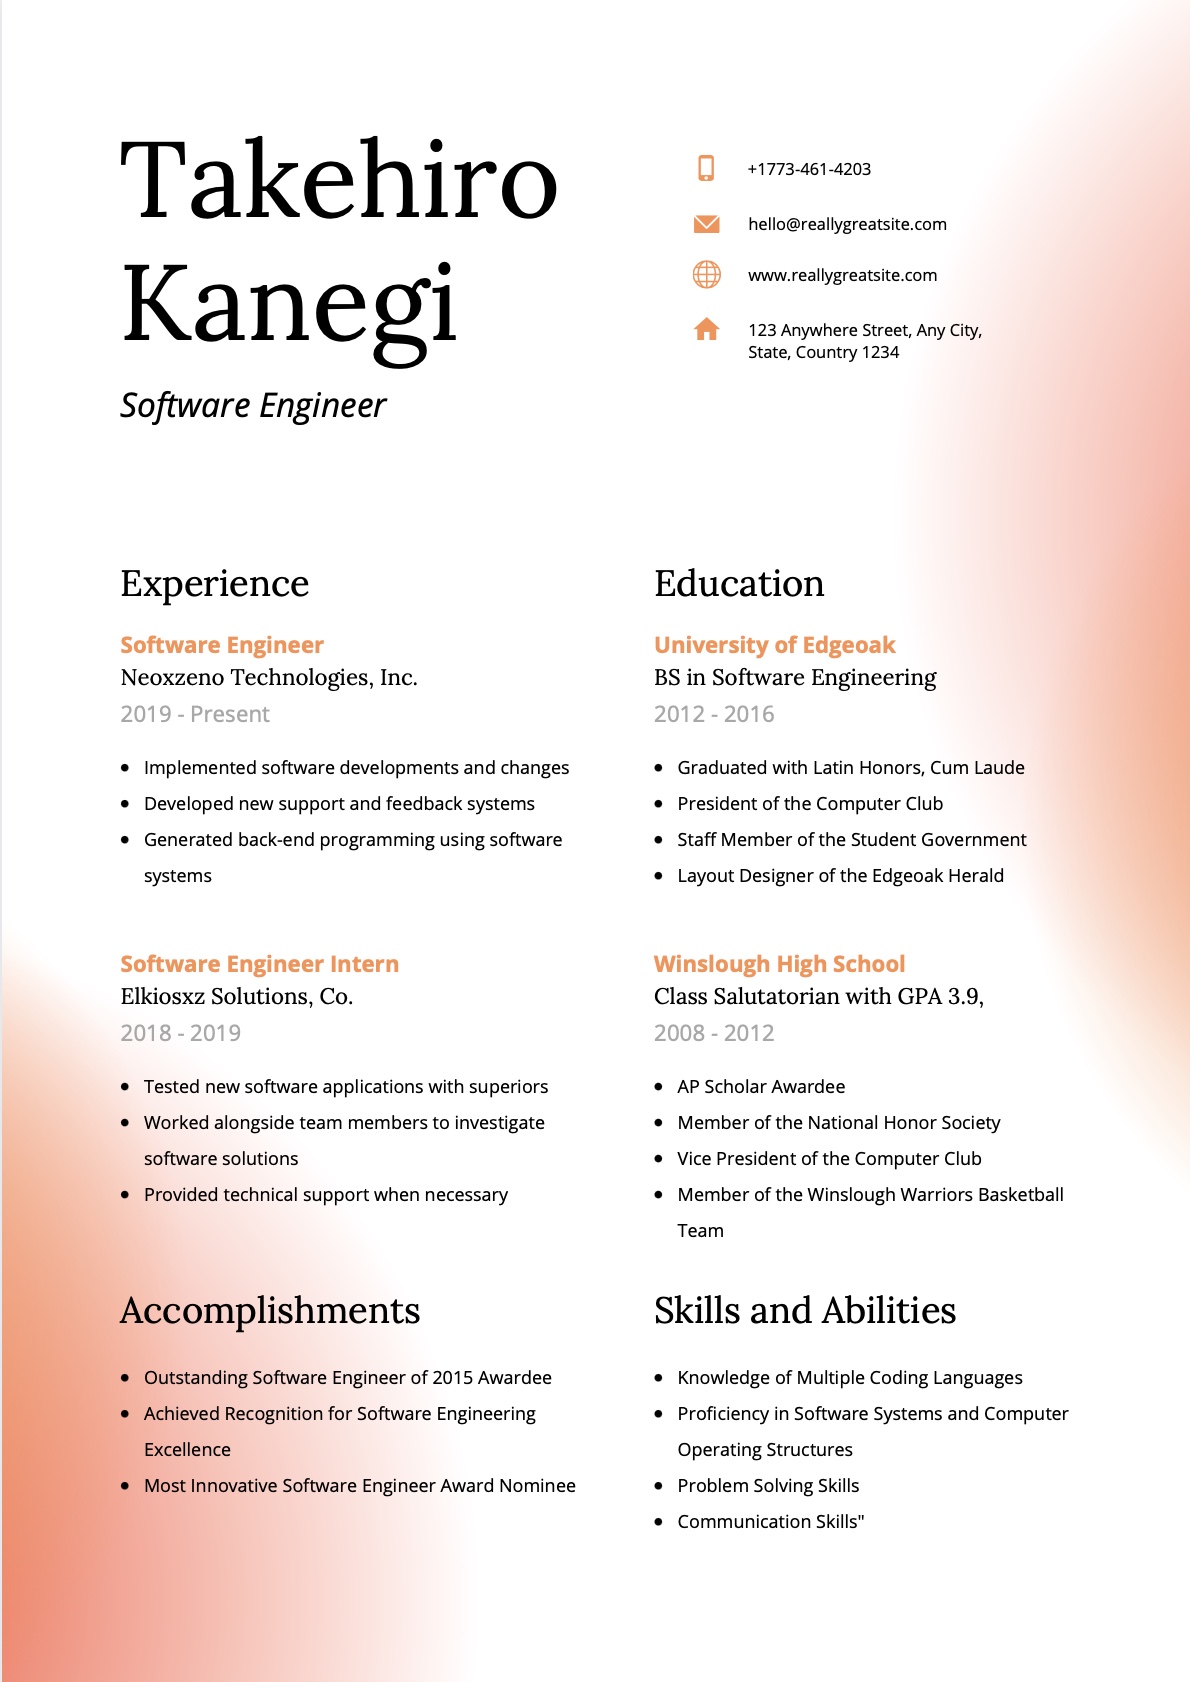 Takehiro
Kanegi
Software Engineer
+1773-461-4203
hello@reallygreatsite.com
www.reallygreatsite.com
123 Anywhere Street, Any City,
State, Country 1234
Experience
Software Engineer
Neoxzeno Technologies, Inc.
2019 - Present
• Implemented software developments and changes
• Developed new support and feedback systems
• Generated back-end programming using software
systems
Software Engineer Intern
Elkiosxz Solutions, Co.
2018 - 2019
• Tested new software applications with superiors
• Worked alongside team members to investigate
software solutions
• Provided technical support when necessary
Accomplishments
• Outstanding Software Engineer of 2015 Awardee
• Achieved Recognition for Software Engineering
Excellence
• Most Innovative Software Engineer Award Nominee
Education
University of Edgeoak
BS in Software Engineering
2012 - 2016
• Graduated with Latin Honors, Cum Laude
• President of the Computer Club
• Staff Member of the Student Government
• Layout Designer of the Edgeoak Herald
Winslough High School
Class Salutatorian with GPA 3.9,
2008 - 2012
• AP Scholar Awardee
• Member of the National Honor Society
• Vice President of the Computer Club
• Member of the Winslough Warriors Basketball
Team
Skills and Abilities
• Knowledge of Multiple Coding Languages
• Proficiency in Software Systems and Computer
Operating Structures
• Problem Solving Skills
• Communication Skills"